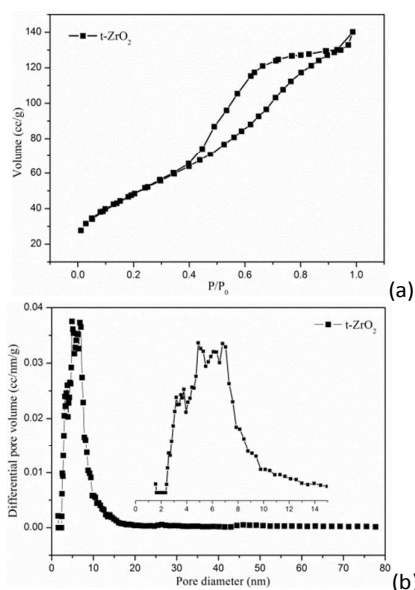 140
120
100
80
60
40
20
Volume (cc/g)
t-ZrO2
0.0 0.2 0.4 0.6 0.8 1.0
P/P0
(a)
0.04
0.03
0.02
0.01
0.00
Differential pore volume (cc/nm/g)
t-ZrO2
0 2 4 6 8 10 12 14
0 10 20 30 40 50 60 70 80
Pore diameter (nm)
(b)